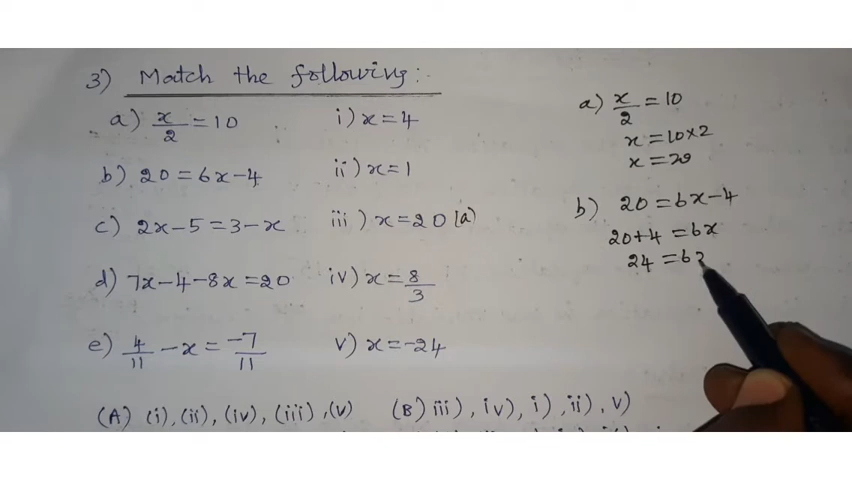 3) Match the following:-
a) x/2 = 10    i) x = 4
b) 20 = 6x - 4    ii) x = 1
c) 2x - 5 = 3 - x    iii) x = 20 (a)
d) 7x - 4 - 8x = 20    iv) x = 8/3
e) 4/11 - x = -7/11    v) x = -24
(A) (i), (ii), (iv), (iii), (v)    (B) iii), iv), i), ii), v)
a) x/2 = 10
x = 10 × 2
x = 20
b) 20 = 6x - 4
20 + 4 = 6x
24 = 6